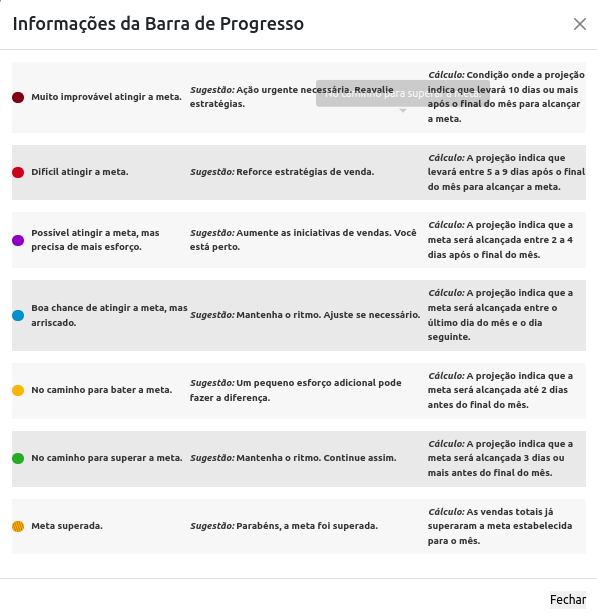 Informações da Barra de Progresso
Muito improvável atingir a meta.
Sugestão: Ação urgente necessária. Reavalie
estratégias.
Cálculo: Condição onde a projeção
indica que levará 10 dias ou mais
após o final do mês para alcançar
a meta.
No caminho para superar a meta.
Difícil atingir a meta.
Sugestão: Reforce estratégias de venda.
Cálculo: A projeção indica que
levará entre 5 a 9 dias após o final
do mês para alcançar a meta.
Possível atingir a meta, mas
precisa de mais esforço.
Sugestão: Aumente as iniciativas de vendas. Você
está perto.
Cálculo: A projeção indica que a
meta será alcançada entre 2 a 4
dias após o final do mês.
Boa chance de atingir a meta, mas
arriscado.
Sugestão: Mantenha o ritmo. Ajuste se necessário.
Cálculo: A projeção indica que a
meta será alcançada entre o
último dia do mês e o dia
seguinte.
No caminho para bater a meta.
Sugestão: Um pequeno esforço adicional pode
fazer a diferença.
Cálculo: A projeção indica que a
meta será alcançada até 2 dias
antes do final do mês.
No caminho para superar a meta.
Sugestão: Mantenha o ritmo. Continue assim.
Cálculo: A projeção indica que a
meta será alcançada 3 dias ou
mais antes do final do mês.
Meta superada.
Sugestão: Parabéns, a meta foi superada.
Cálculo: As vendas totais já
superaram a meta estabelecida
para o mês.
Fechar